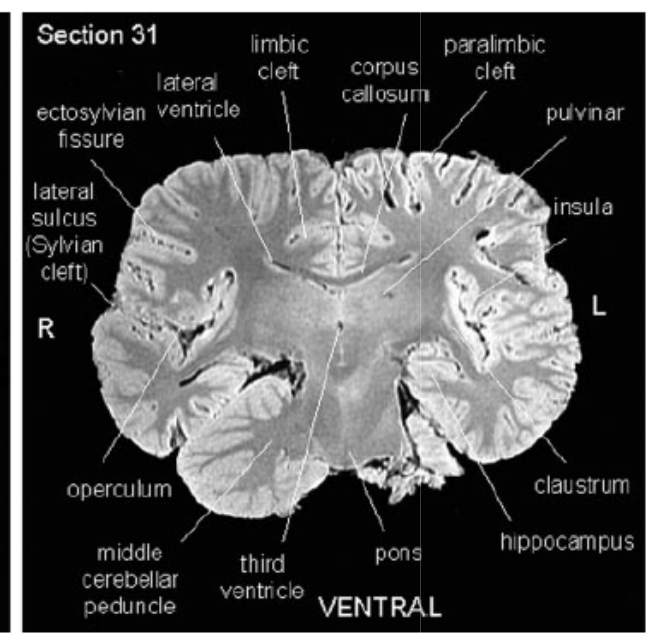 Section 31
limbic
cleft
paralimbic
cleft
corpus
callosum
lateral
ventricle
ectosylvian
fissure
pulvinar
lateral
sulcus
(Sylvian
cleft)
insula
R
L
operculum
claustrum
hippocampus
middle
cerebellar
peduncle
third
ventricle
pons
VENTRAL